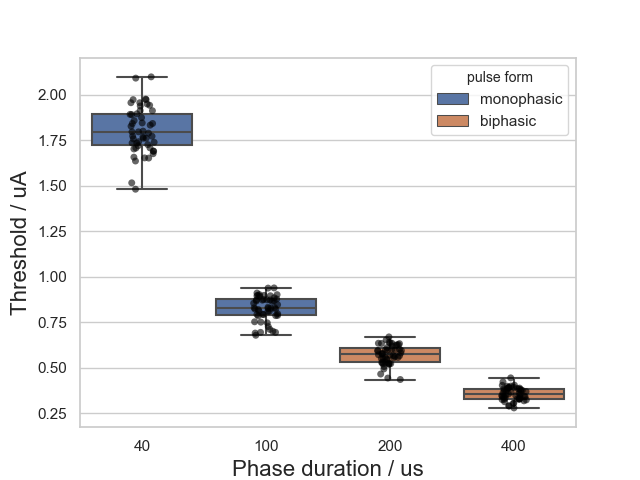 pulse form
monophasic
biphasic
Threshold / uA
2.00
1.75
1.50
1.25
1.00
0.75
0.50
0.25
40 100 200 400
Phase duration / us